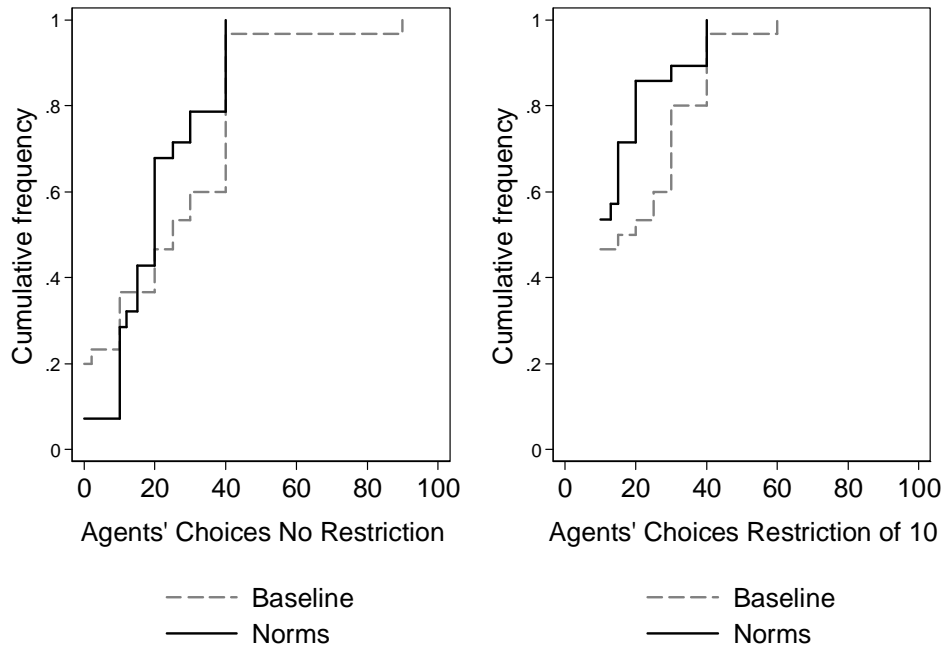 Cumulative frequency
1
.8
.6
.4
.2
0
0 20 40 60 80 100
Agents' Choices No Restriction
Baseline
Norms
Cumulative frequency
1
.8
.6
.4
.2
0
0 20 40 60 80 100
Agents' Choices Restriction of 10
Baseline
Norms